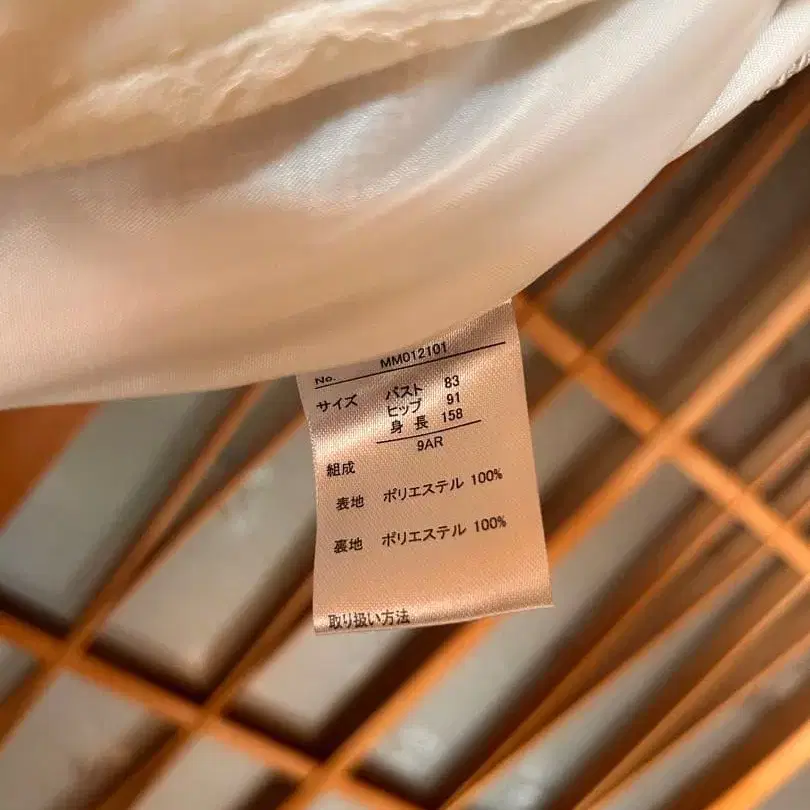 No. MM012101
サイズ バスト 83
ヒップ 91
身長 158
9AR
組成
表地 ポリエステル 100%
裏地 ポリエステル 100%
取り扱い方法